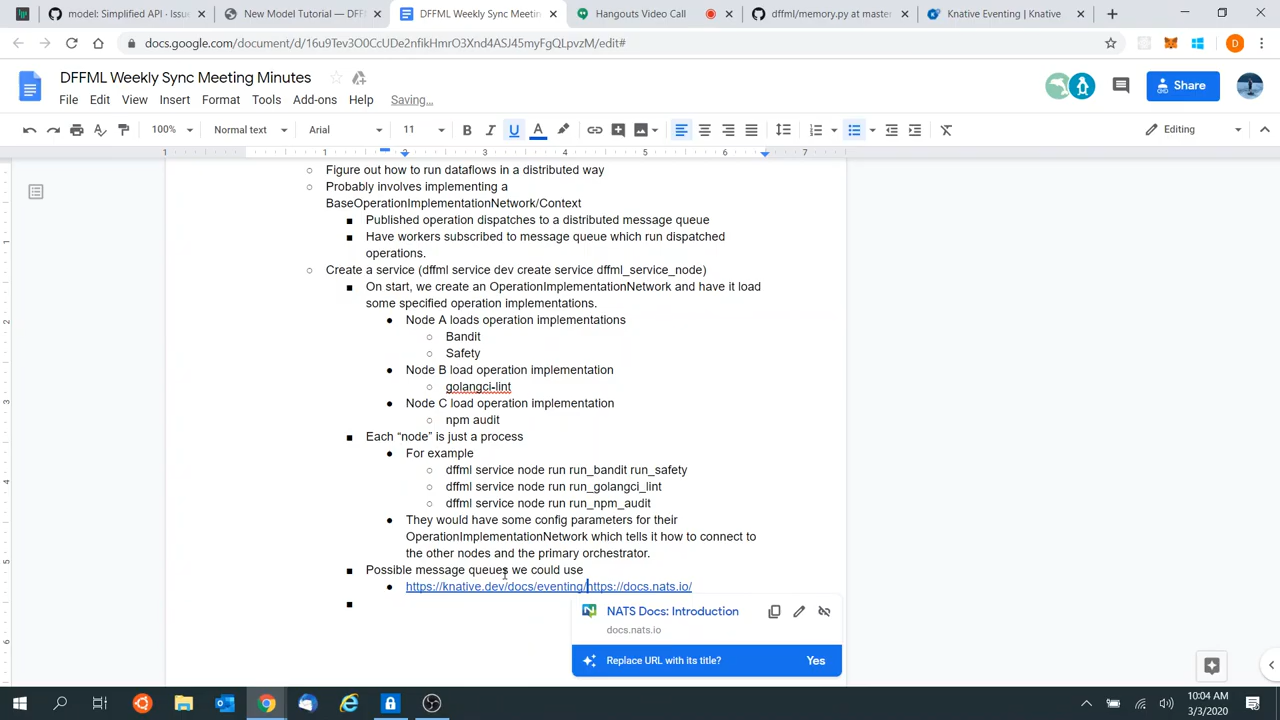 model: Simplified API · Issu
New Model Tutorial — DFFI
DFFML Weekly Sync Meetin
Hangouts Video Call
dffml/memory.py at master
Knative Eventing | Knative
docs.google.com/document/d/16u9Tev3O0CcUDe2nfikHmrO3Xnd4ASJ45myFgQLpvzM/edit#
D
DFFML Weekly Sync Meeting Minutes
File Edit View Insert Format Tools Add-ons Help Saving...
Share
100% Normal text Arial 11 B I U A Editing
1 1 2 3 4 5 6 7
Figure out how to run dataflows in a distributed way
Probably involves implementing a
BaseOperationImplementationNetwork/Context
Published operation dispatches to a distributed message queue
Have workers subscribed to message queue which run dispatched
operations.
Create a service (dffml service dev create service dffml_service_node)
On start, we create an OperationImplementationNetwork and have it load
some specified operation implementations.
Node A loads operation implementations
Bandit
Safety
Node B load operation implementation
golangci-lint
Node C load operation implementation
npm audit
Each “node” is just a process
For example
dffml service node run run_bandit run_safety
dffml service node run run_golangci_lint
dffml service node run run_npm_audit
They would have some config parameters for their
OperationImplementationNetwork which tells it how to connect to
the other nodes and the primary orchestrator.
Possible message queues we could use
https://knative.dev/docs/eventing/https://docs.nats.io/
NATS Docs: Introduction
docs.nats.io
Replace URL with its title? Yes
10:04 AM
3/3/2020